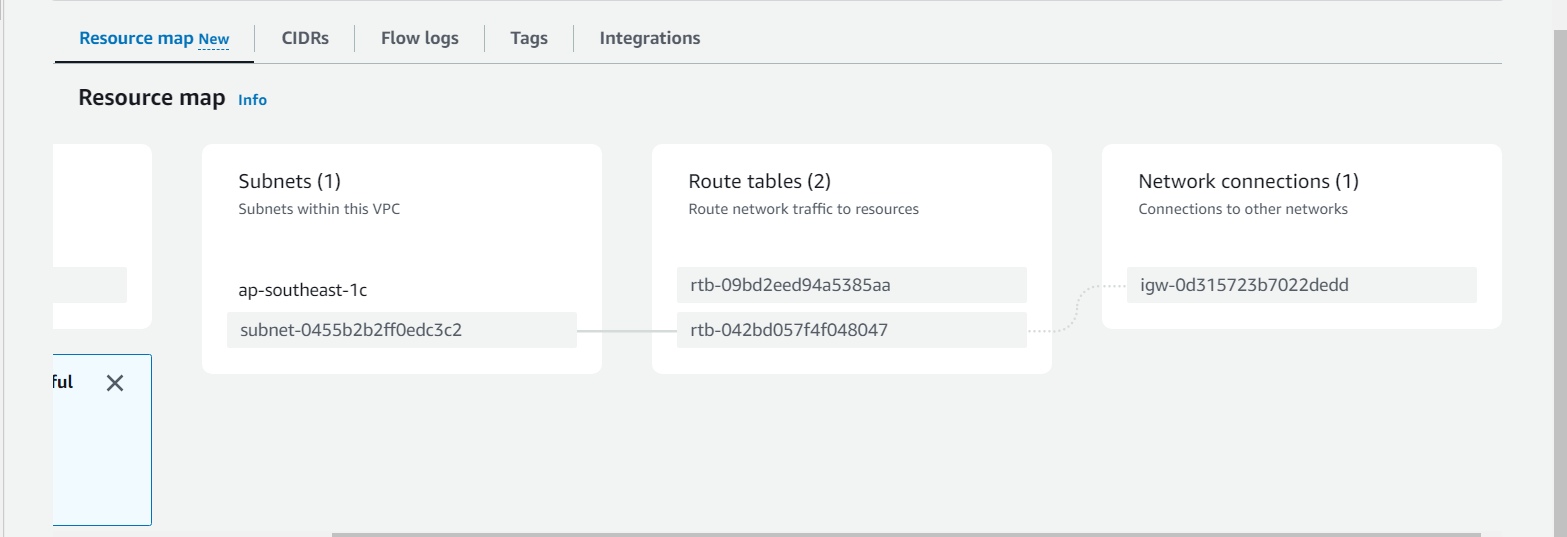 Resource map New
CIDRs
Flow logs
Tags
Integrations
Resource map Info
Subnets (1)
Subnets within this VPC
ap-southeast-1c
subnet-0455b2b2ff0edc3c2
Route tables (2)
Route network traffic to resources
rtb-09bd2eed94a5385aa
rtb-042bd057f4f048047
Network connections (1)
Connections to other networks
igw-0d315723b7022dedd
ful